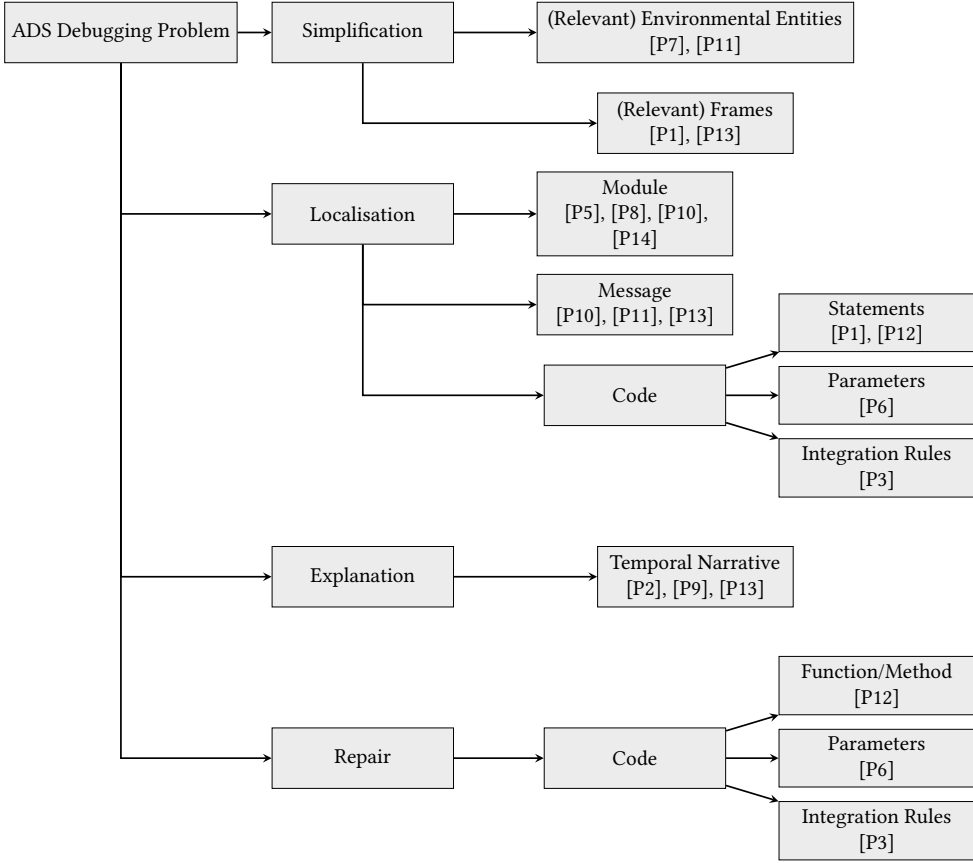 ADS Debugging Problem
Simplification
(Relevant) Environmental Entities
[P7], [P11]
(Relevant) Frames
[P1], [P13]
Localisation
Module
[P5], [P8], [P10],
[P14]
Message
[P10], [P11], [P13]
Code
Statements
[P1], [P12]
Parameters
[P6]
Integration Rules
[P3]
Explanation
Temporal Narrative
[P2], [P9], [P13]
Repair
Code
Function/Method
[P12]
Parameters
[P6]
Integration Rules
[P3]